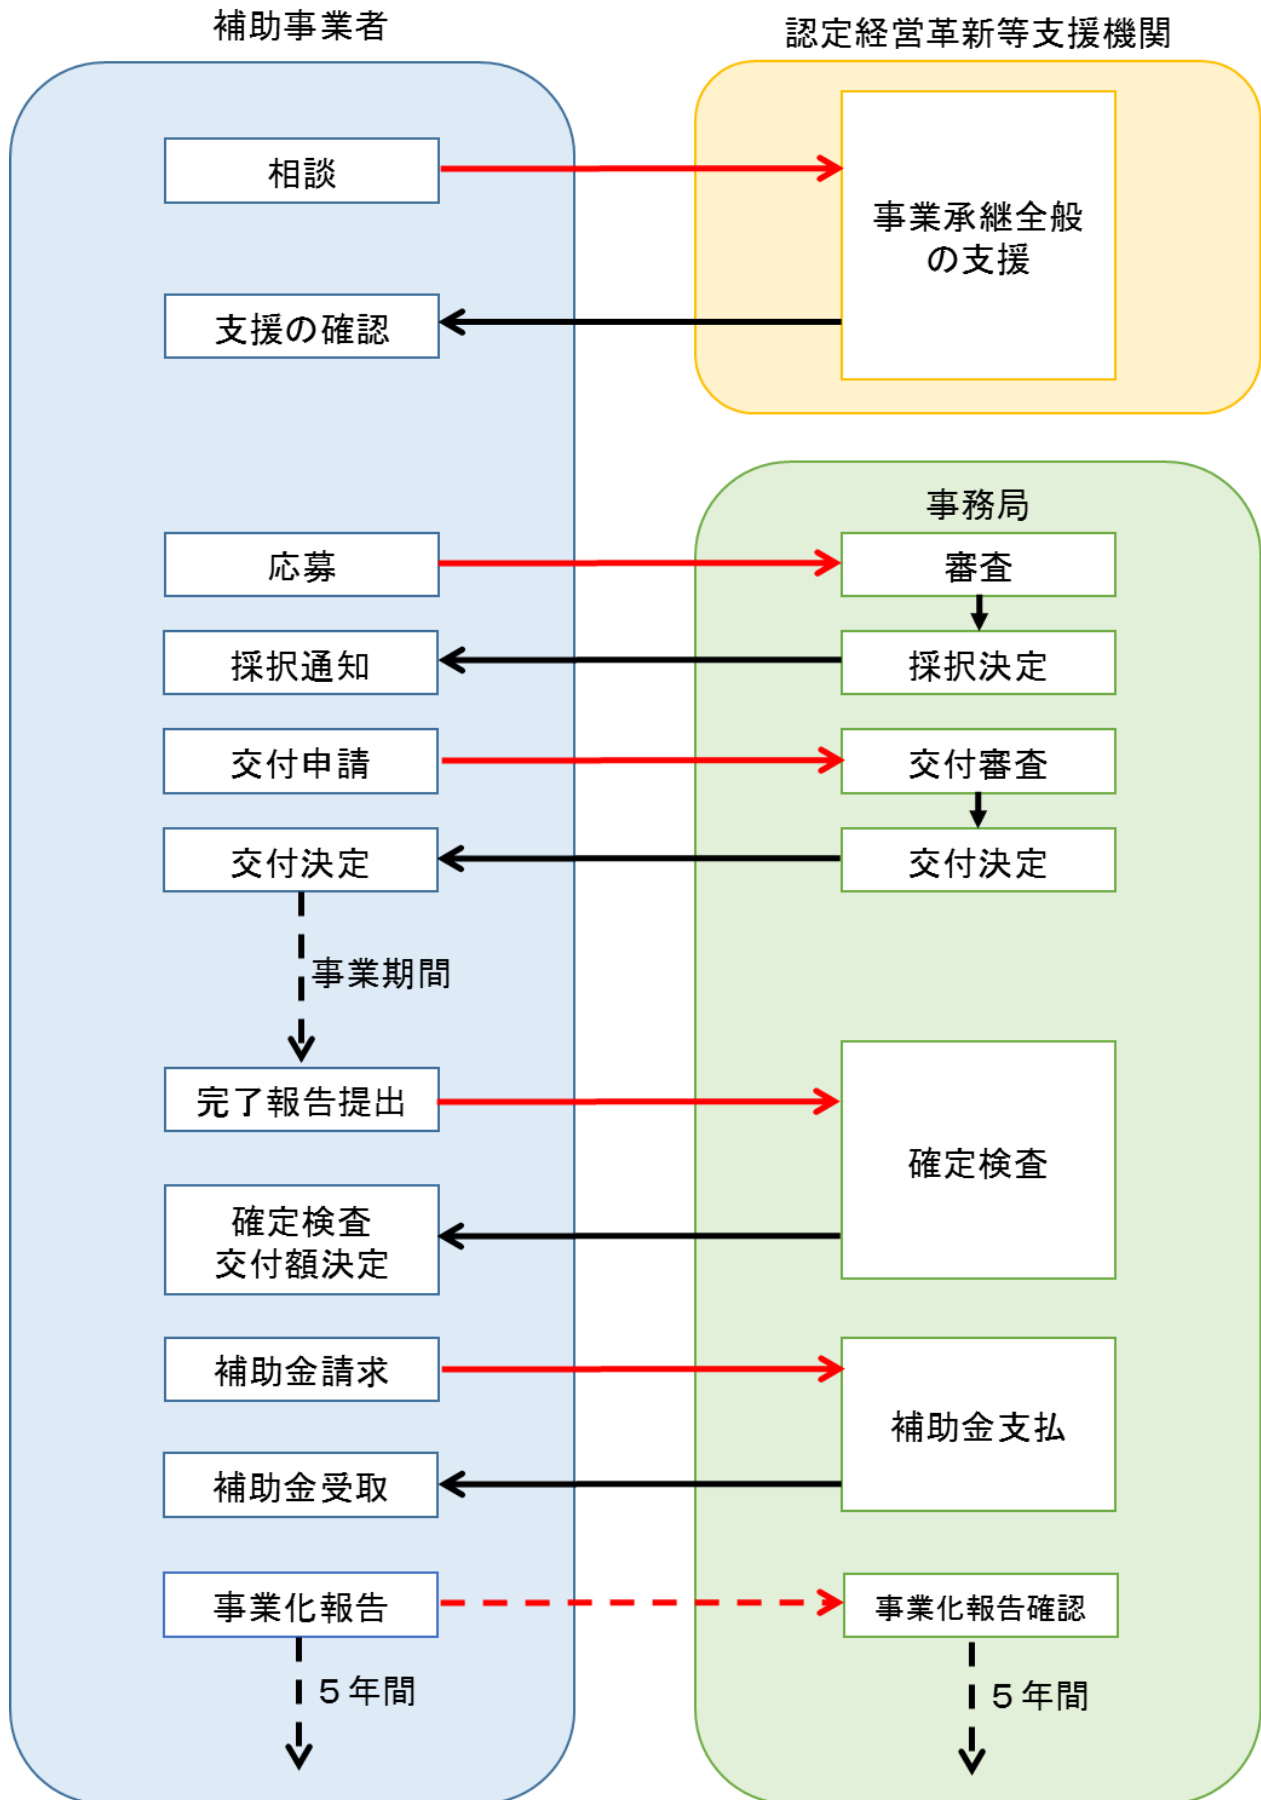 補助事業者
認定経営革新等支援機関
相談
事業承継全般
の支援
支援の確認
事務局
応募
審査
採択通知
採択決定
交付申請
交付審査
交付決定
交付決定
事業期間
完了報告提出
確定検査
確定検査
交付額決定
補助金請求
補助金支払
補助金受取
事業化報告
事業化報告確認
５年間
５年間